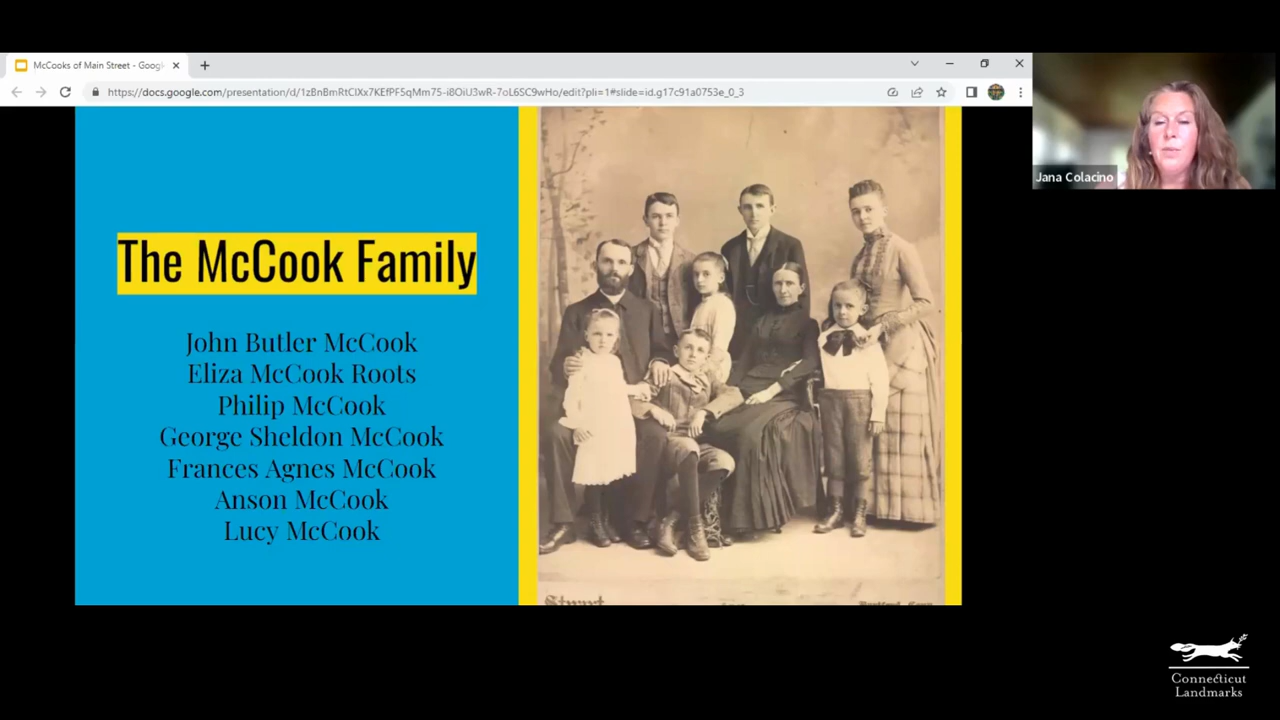 McCooks of Main Street - Googl
https://docs.google.com/presentation/d/1zBnBmRtCIXx7KEfPF5qMm75-i8OiU3wR-7oL6SC9wHo/edit?pli=1#slide=id.g17c91a0753e_0_3
Jana Colacino
The McCook Family
John Butler McCook
Eliza McCook Roots
Philip McCook
George Sheldon McCook
Frances Agnes McCook
Anson McCook
Lucy McCook
Stuart
Connecticut
Landmarks